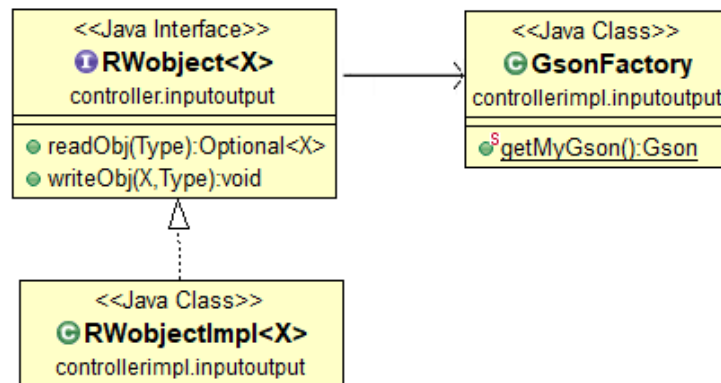 <<Java Interface>>
I RWobject<X>
controller.inputoutput
readObj(Type):Optional<X>
writeObj(X,Type):void
<<Java Class>>
C GsonFactory
controllerimpl.inputoutput
S getMyGson():Gson
<<Java Class>>
C RWobjectImpl<X>
controllerimpl.inputoutput